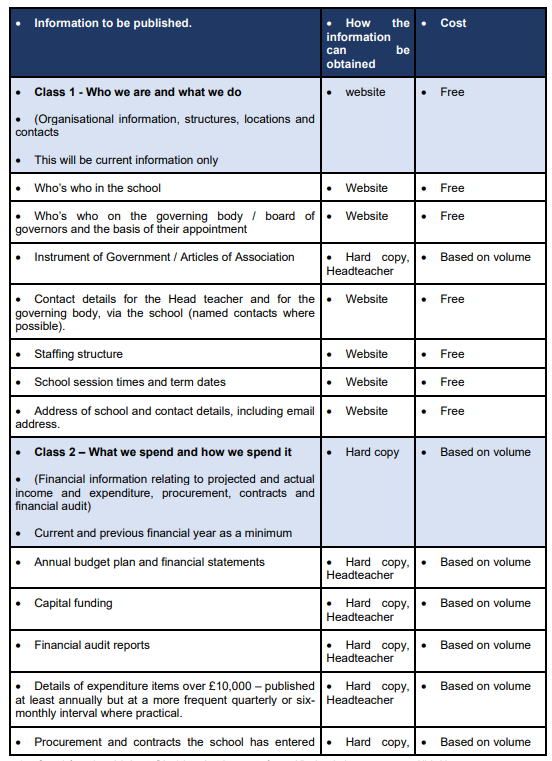 • Information to be published.
• How the
information
can be
obtained
• Cost
• Class 1 - Who we are and what we do
• (Organisational information, structures, locations and
contacts
• This will be current information only
• website
• Free
• Who's who in the school
• Website
• Free
• Who's who on the governing body / board of
governors and the basis of their appointment
• Website
• Free
• Instrument of Government / Articles of Association
• Hard copy,
Headteacher
• Based on volume
• Contact details for the Head teacher and for the
governing body, via the school (named contacts where
possible).
• Website
• Free
• Staffing structure
• Website
• Free
• School session times and term dates
• Website
• Free
• Address of school and contact details, including email
address.
• Website
• Free
• Class 2 – What we spend and how we spend it
• (Financial information relating to projected and actual
income and expenditure, procurement, contracts and
financial audit)
• Current and previous financial year as a minimum
• Hard copy
• Based on volume
• Annual budget plan and financial statements
• Hard copy,
Headteacher
• Based on volume
• Capital funding
• Hard copy,
Headteacher
• Based on volume
• Financial audit reports
• Hard copy,
Headteacher
• Based on volume
• Details of expenditure items over £10,000 – published
at least annually but at a more frequent quarterly or six-
monthly interval where practical.
• Hard copy,
Headteacher
• Based on volume
• Procurement and contracts the school has entered
• Hard copy,
• Based on volume